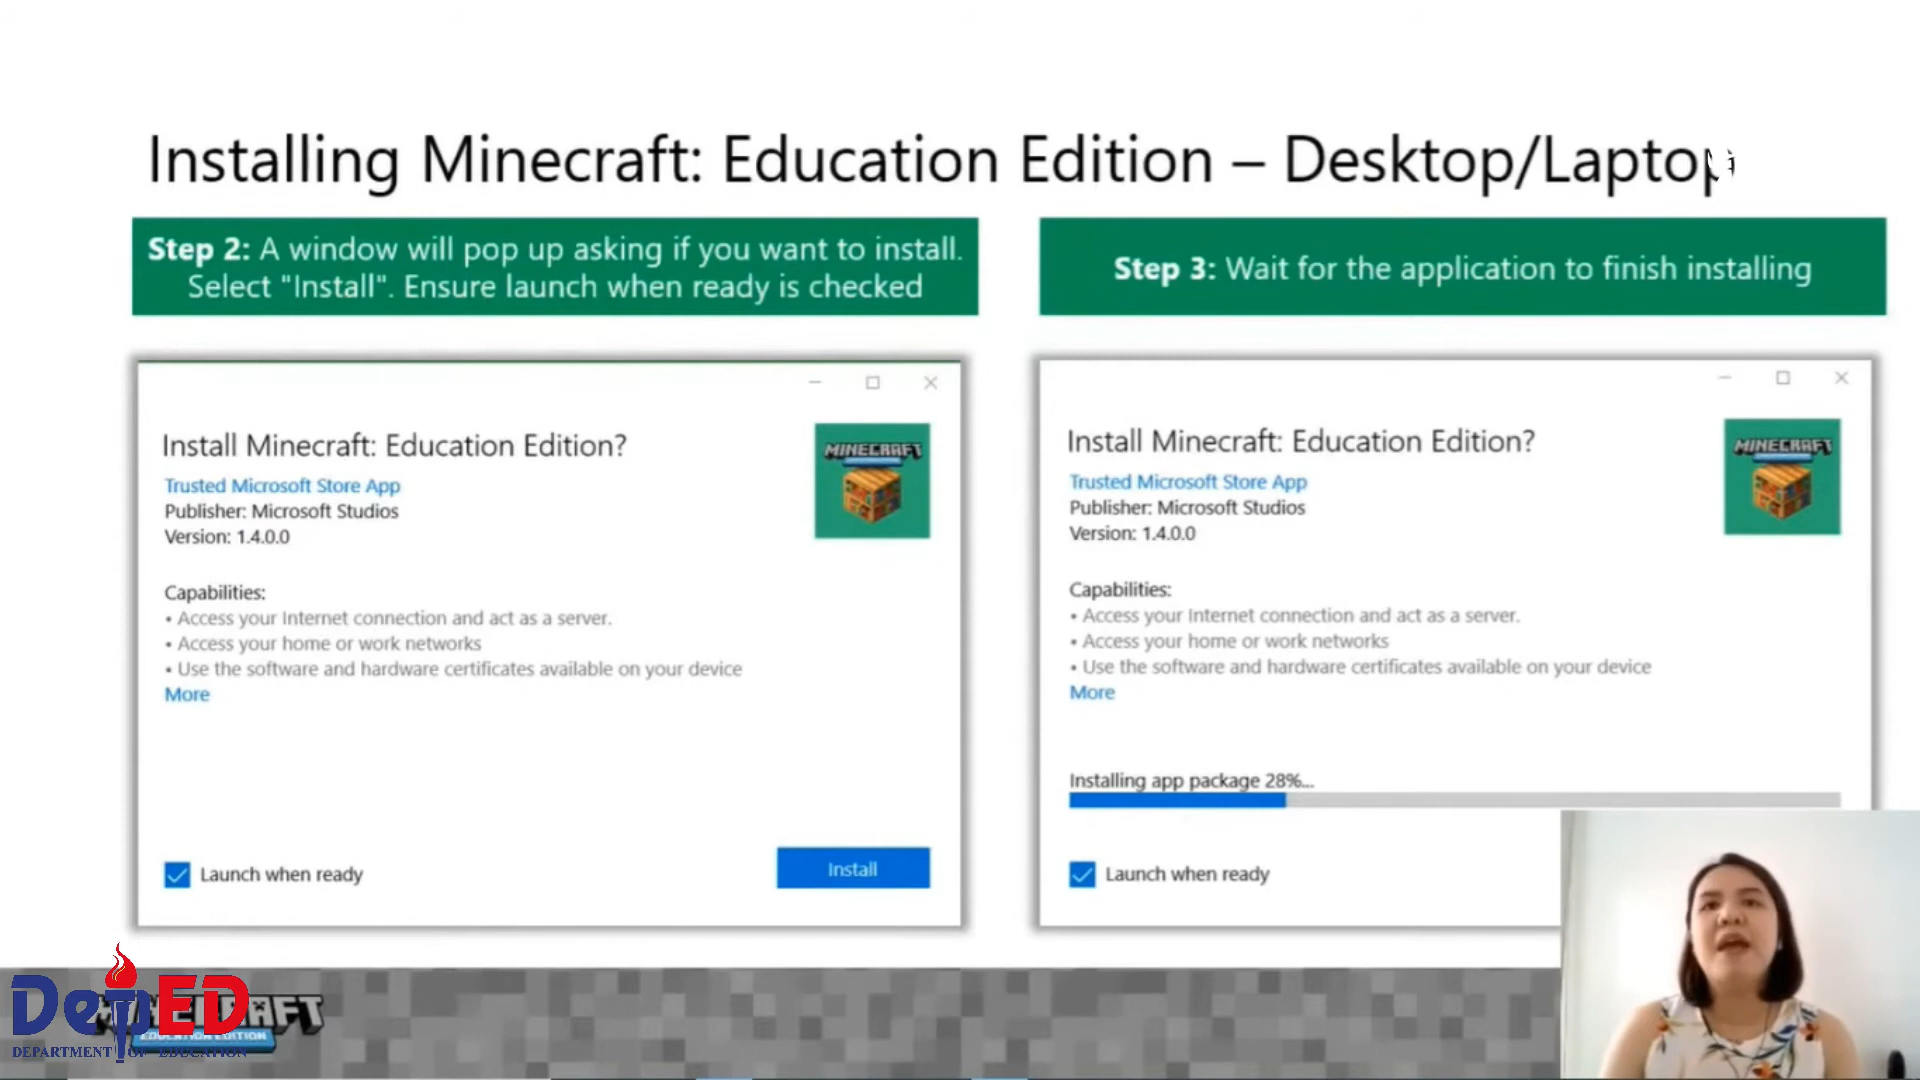 Installing Minecraft: Education Edition – Desktop/Laptop
Step 2: A window will pop up asking if you want to install.
Select "Install". Ensure launch when ready is checked
Step 3: Wait for the application to finish installing
Install Minecraft: Education Edition?
MINECRAFT
Trusted Microsoft Store App
Publisher: Microsoft Studios
Version: 1.4.0.0
Capabilities:
• Access your Internet connection and act as a server.
• Access your home or work networks
• Use the software and hardware certificates available on your device
More
Launch when ready
Install
Install Minecraft: Education Edition?
MINECRAFT
Trusted Microsoft Store App
Publisher: Microsoft Studios
Version: 1.4.0.0
Capabilities:
• Access your Internet connection and act as a server.
• Access your home or work networks
• Use the software and hardware certificates available on your device
More
Installing app package 28%...
Launch when ready
DepED
DEPARTMENT OF EDUCATION
MINECRAFT
EDUCATION EDITION